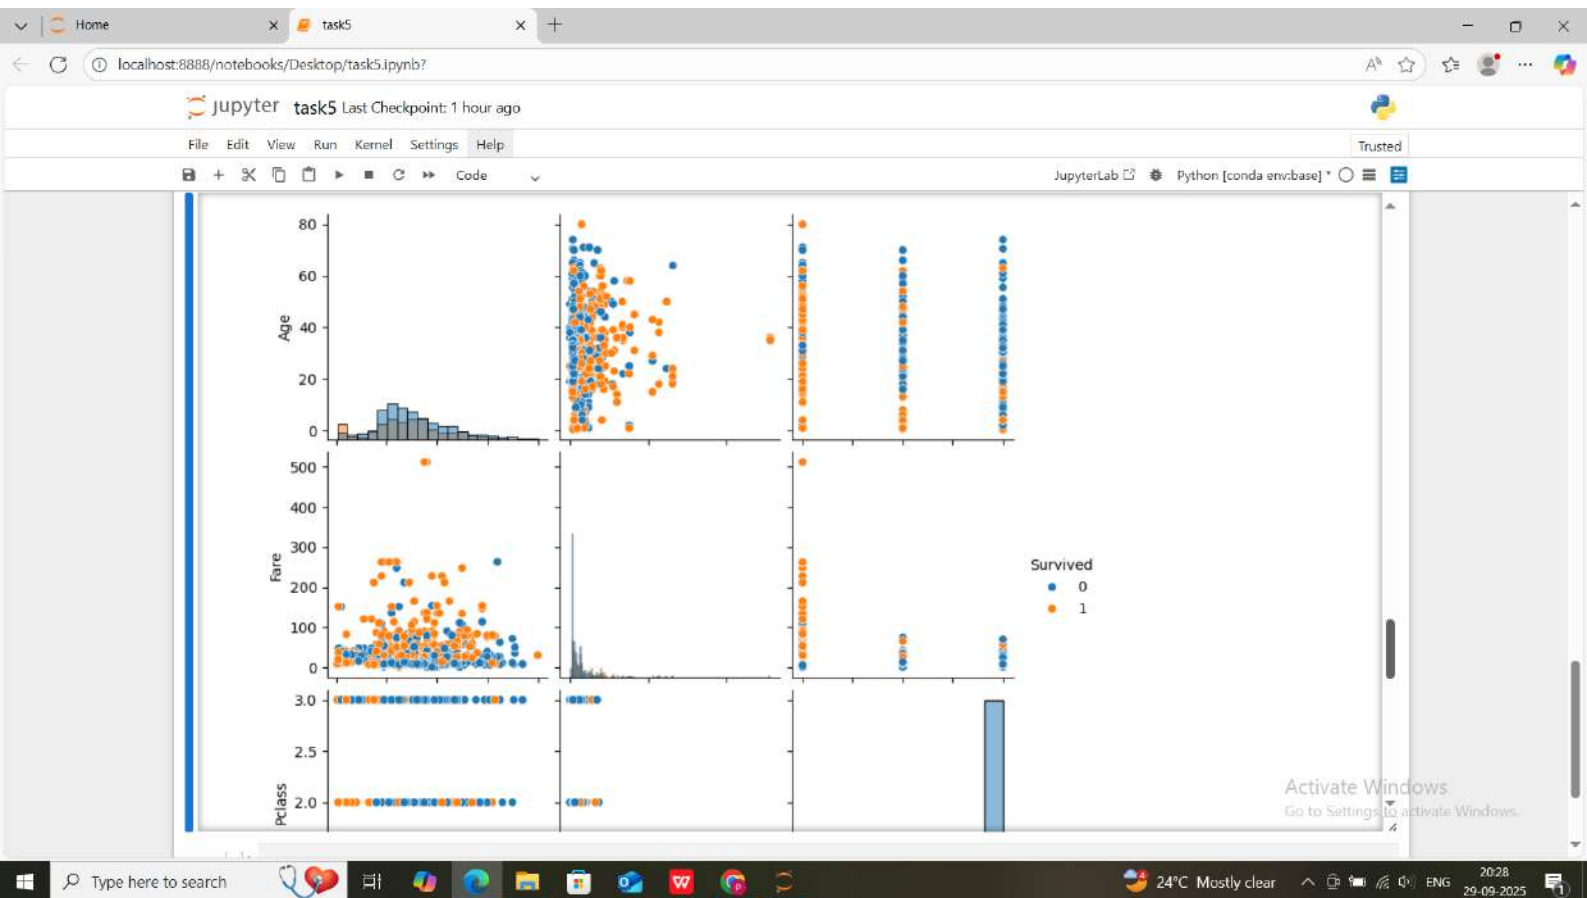 Home
task5
localhost:8888/notebooks/Desktop/task5.ipynb?
jupyter task5 Last Checkpoint: 1 hour ago
File Edit View Run Kernel Settings Help
Trusted
Code
JupyterLab
Python [conda env:base] *
80
60
40
20
0
Age
500
400
300
200
100
0
Fare
Survived
0
1
3.0
2.5
2.0
Pclass
Activate Windows
Go to Settings to activate Windows.
Type here to search
24°C Mostly clear
ENG
20:28
29-09-2025